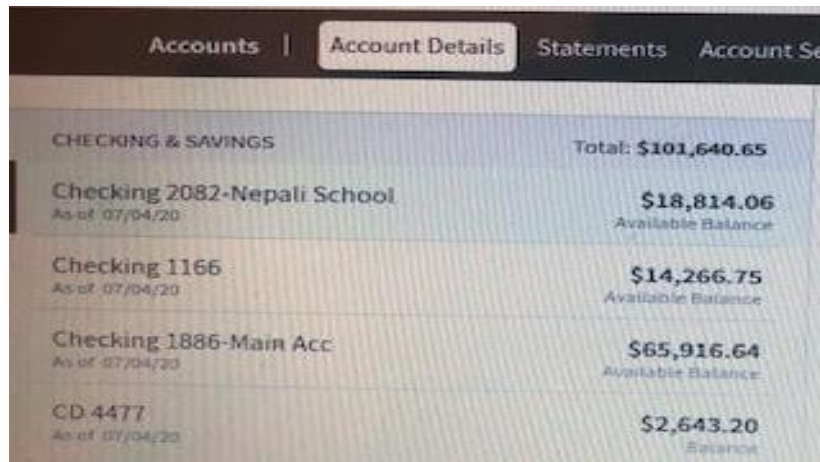 Accounts | Account Details Statements Account Se
CHECKING & SAVINGS Total: $101,640.65
Checking 2082-Nepali School $18,814.06
As of 07/04/20 Available Balance
Checking 1166 $14,266.75
As of 07/04/20 Available Balance
Checking 1886-Main Acc $65,916.64
As of 07/04/20 Available Balance
CD 4477 $2,643.20
As of 07/04/20 Balance